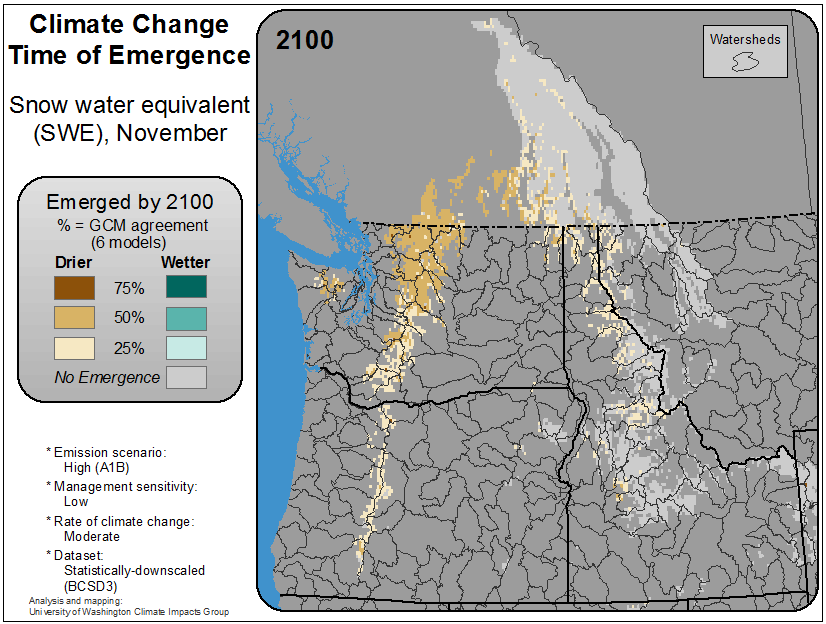 Climate Change
Time of Emergence
Snow water equivalent
(SWE), November
Emerged by 2100
% = GCM agreement
(6 models)
Drier Wetter
75%
50%
25%
No Emergence
* Emission scenario:
High (A1B)
* Management sensitivity:
Low
* Rate of climate change:
Moderate
* Dataset:
Statistically-downscaled
(BCSD3)
Analysis and mapping:
University of Washington Climate Impacts Group
2100
Watersheds